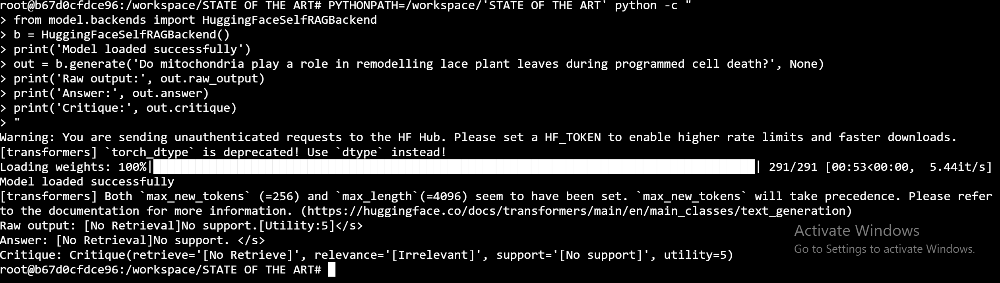 root@b67d0cfdce96:/workspace/STATE OF THE ART# PYTHONPATH=/workspace/'STATE OF THE ART' python -c "
> from model.backends import HuggingFaceSelfRAGBackend
> b = HuggingFaceSelfRAGBackend()
> print('Model loaded successfully')
> out = b.generate('Do mitochondria play a role in remodelling lace plant leaves during programmed cell death?', None)
> print('Raw output:', out.raw_output)
> print('Answer:', out.answer)
> print('Critique:', out.critique)
> "
Warning: You are sending unauthenticated requests to the HF Hub. Please set a HF_TOKEN to enable higher rate limits and faster downloads.
[transformers] `torch_dtype` is deprecated! Use `dtype` instead!
Loading weights: 100%|| 291/291 [00:53<00:00,  5.44it/s]
Model loaded successfully
[transformers] Both `max_new_tokens` (=256) and `max_length`(=4096) seem to have been set. `max_new_tokens` will take precedence. Please refer
to the documentation for more information. (https://huggingface.co/docs/transformers/main/en/main_classes/text_generation)
Raw output: [No Retrieval]No support.[Utility:5]</s>
Answer: [No Retrieval]No support. </s>
Critique: Critique(retrieve='[No Retrieve]', relevance='[Irrelevant]', support='[No support]', utility=5)
root@b67d0cfdce96:/workspace/STATE OF THE ART#
Activate Windows
Go to Settings to activate Windows.